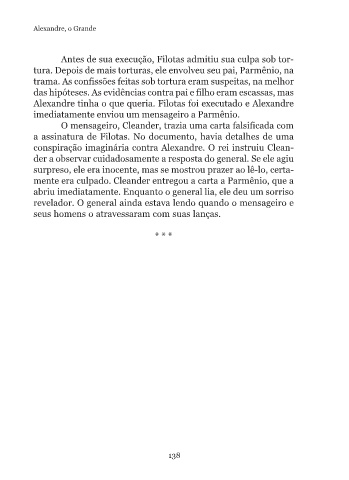 Alexandre, o Grande
Antes de sua execução, Filotas admitiu sua culpa sob tor-
tura. Depois de mais torturas, ele envolveu seu pai, Parmênio, na
trama. As confissões feitas sob tortura eram suspeitas, na melhor
das hipóteses. As evidências contra pai e filho eram escassas, mas
Alexandre tinha o que queria. Filotas foi executado e Alexandre
imediatamente enviou um mensageiro a Parmênio.
O mensageiro, Cleander, trazia uma carta falsificada com
a assinatura de Filotas. No documento, havia detalhes de uma
conspiração imaginária contra Alexandre. O rei instruiu Clean-
der a observar cuidadosamente a resposta do general. Se ele agiu
surpreso, ele era inocente, mas se mostrou prazer ao lê-lo, certa-
mente era culpado. Cleander entregou a carta a Parmênio, que a
abriu imediatamente. Enquanto o general lia, ele deu um sorriso
revelador. O general ainda estava lendo quando o mensageiro e
seus homens o atravessaram com suas lanças.
* * *
138